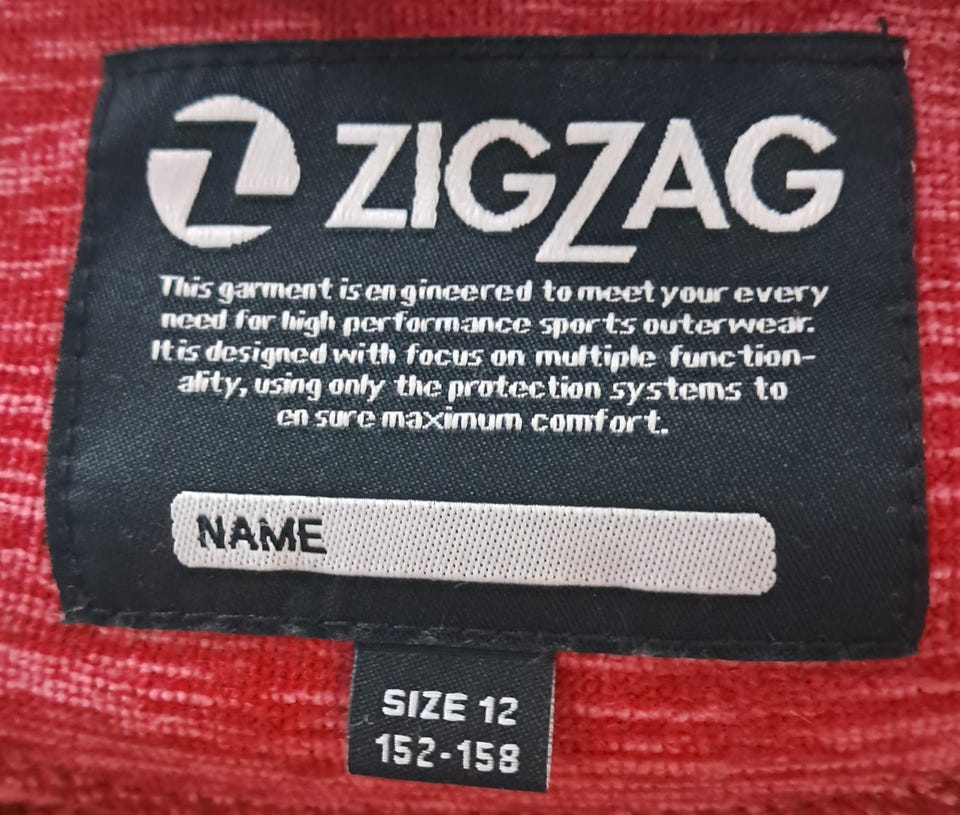 ZIGZAG
This garment is engineered to meet your every
need for high performance sports outerwear.
It is designed with focus on multiple function-
ality, using only the protection systems to
ensure maximum comfort.
NAME
SIZE 12
152-158